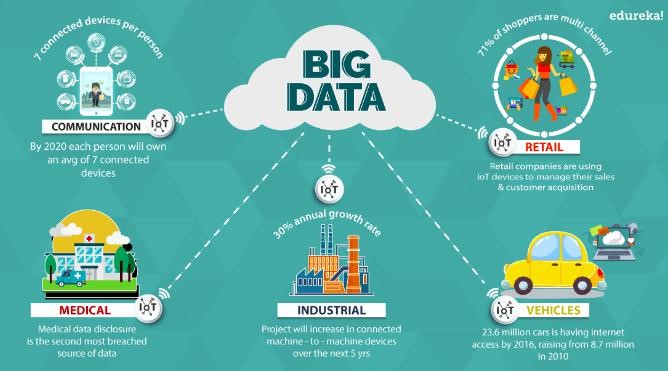 edureka!
BIG
DATA
7 connected devices per person
COMMUNICATION
IoT
By 2020 each person will own
an avg of 7 connected
devices
71% of shoppers are multi channel
IoT
RETAIL
Retail companies are using
IoT devices to manage their sales
& customer acquisition
IoT
30% annual growth rate
INDUSTRIAL
Project will increase in connected
machine - to - machine devices
over the next 5 yrs
MEDICAL
IoT
Medical data disclosure
is the second most breached
source of data
IoT
VEHICLES
23.6 million cars is having internet
access by 2016, raising from 8.7 million
in 2010